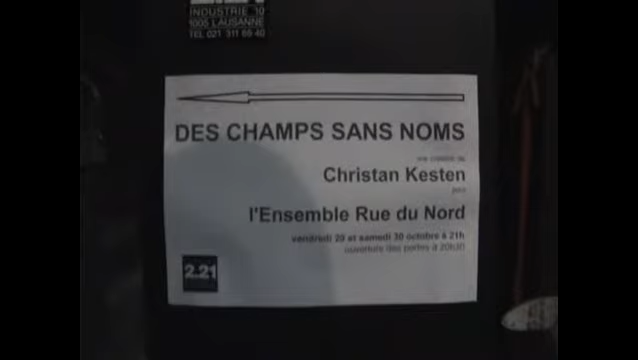 INDUSTRIE 10
1005 LAUSANNE
TEL 021 311 65 40
DES CHAMPS SANS NOMS
une création de
Christan Kesten
pour
l'Ensemble Rue du Nord
vendredi 29 et samedi 30 octobre à 21h
ouverture des portes à 20h30
2.21